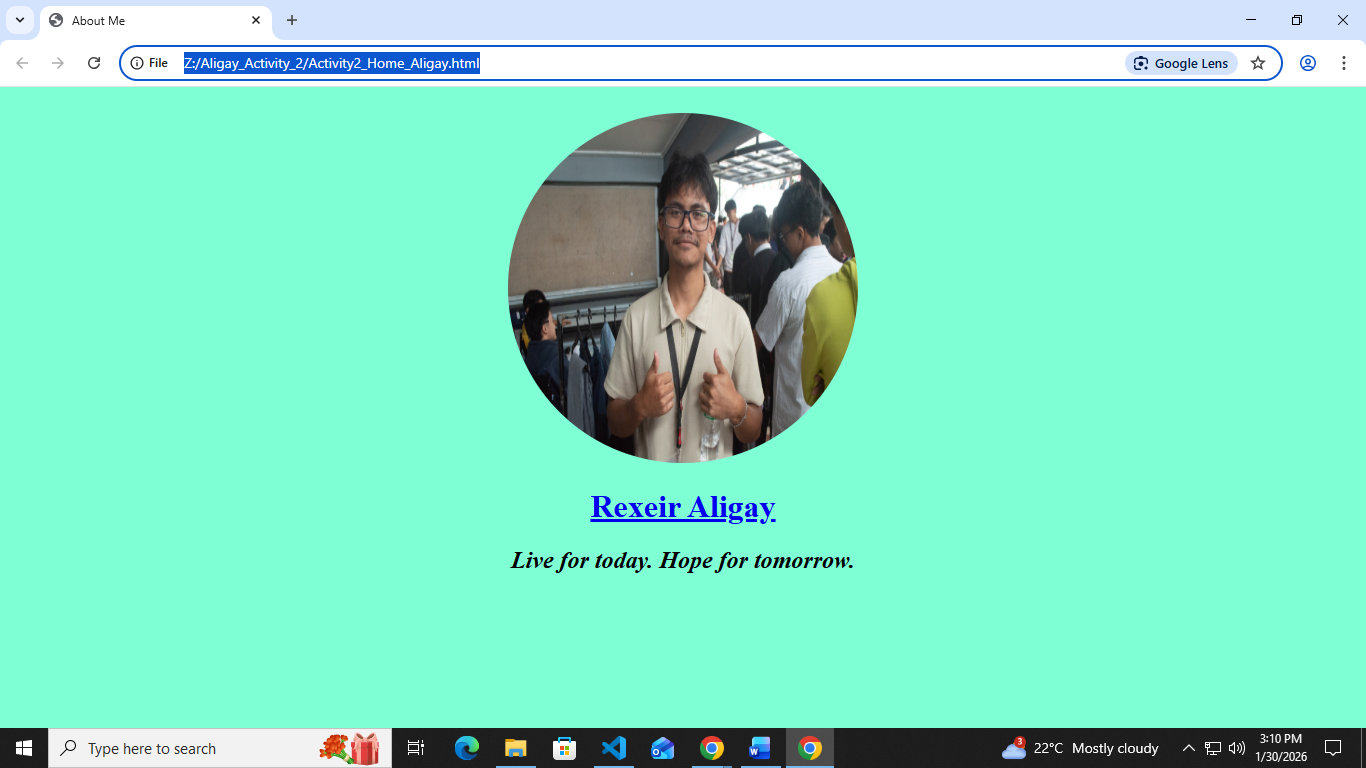 About Me
File
Z:/Aligay_Activity_2/Activity2_Home_Aligay.html
Google Lens
Rexeir Aligay
Live for today. Hope for tomorrow.
Type here to search
3
22°C Mostly cloudy
3:10 PM
1/30/2026